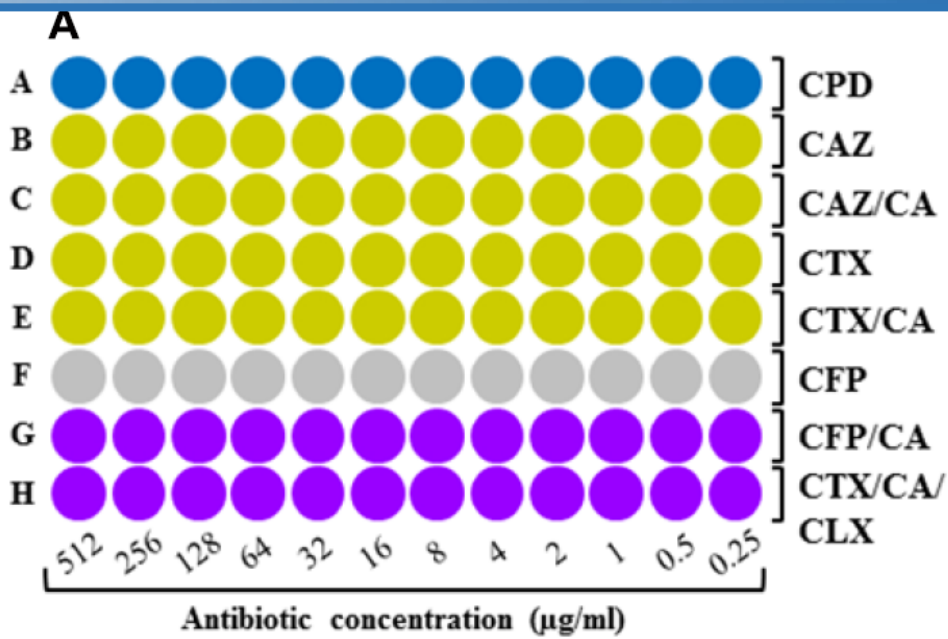 A
A CPD
B CAZ
C CAZ/CA
D CTX
E CTX/CA
F CFP
G CFP/CA
H CTX/CA/
CLX
512 256 128 64 32 16 8 4 2 1 0.5 0.25
Antibiotic concentration (µg/ml)